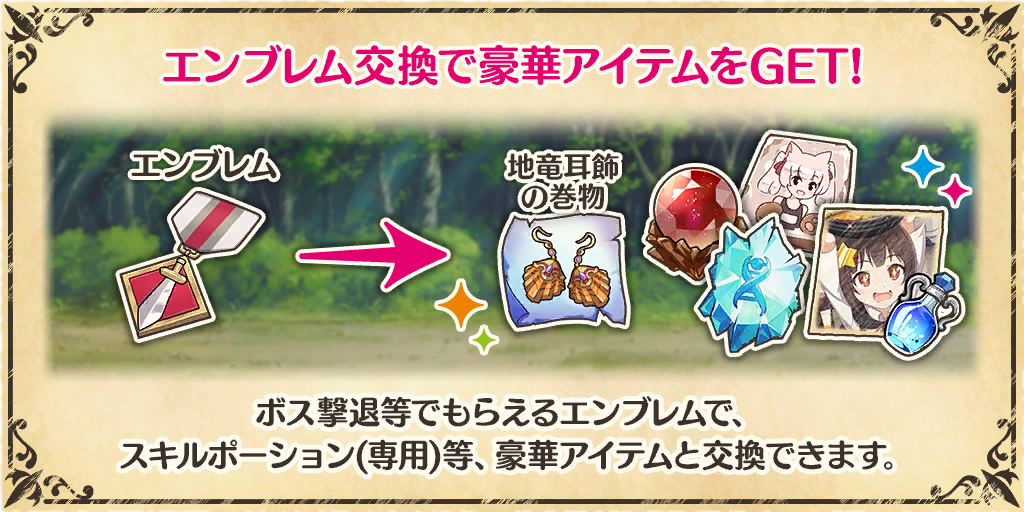 エンブレム交換で豪華アイテムをGET!
エンブレム
地竜耳飾
の巻物
ボス撃退等でもらえるエンブレムで、
スキルポーション(専用)等、豪華アイテムと交換できます。